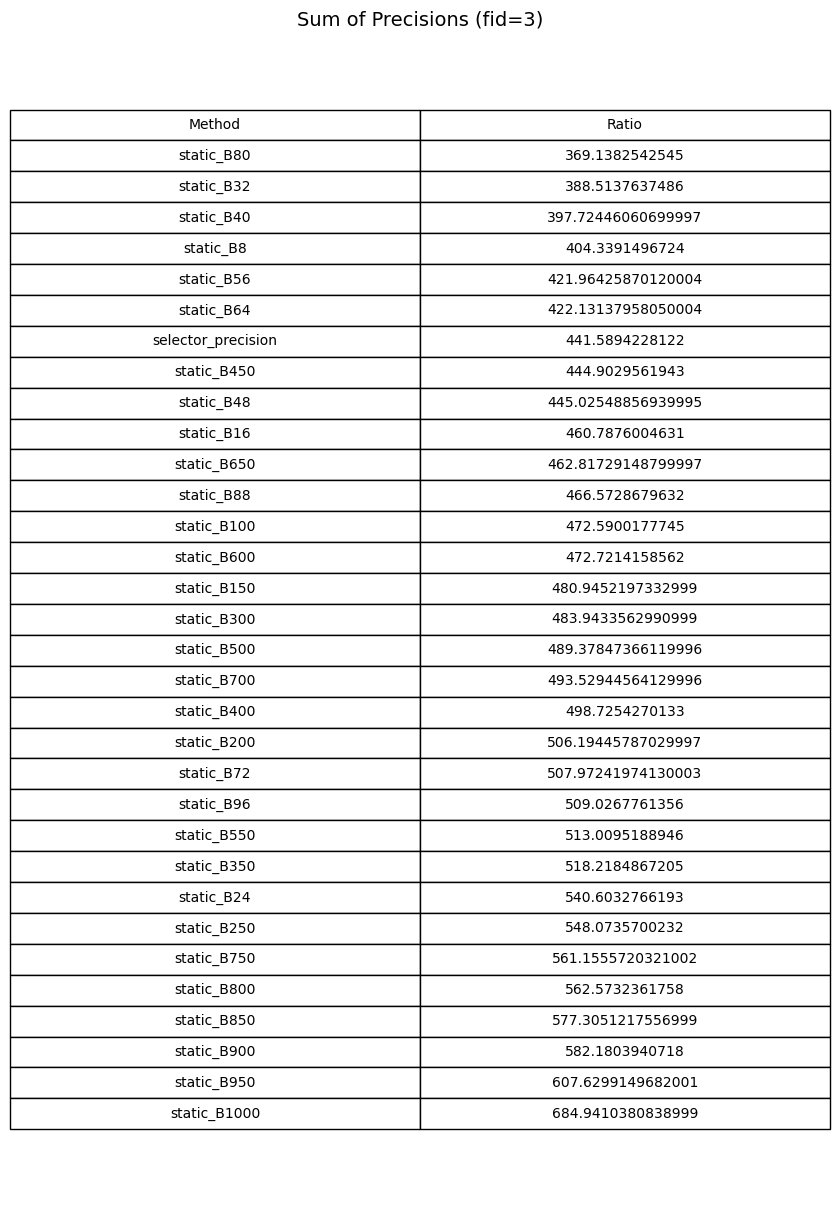 Sum of Precisions (fid=3)
Method Ratio
static_B80 369.1382542545
static_B32 388.5137637486
static_B40 397.72446060699997
static_B8 404.3391496724
static_B56 421.96425870120004
static_B64 422.13137958050004
selector_precision 441.5894228122
static_B450 444.9029561943
static_B48 445.02548856939995
static_B16 460.7876004631
static_B650 462.81729148799997
static_B88 466.5728679632
static_B100 472.5900177745
static_B600 472.7214158562
static_B150 480.9452197332999
static_B300 483.9433562990999
static_B500 489.37847366119996
static_B700 493.52944564129996
static_B400 498.7254270133
static_B200 506.19445787029997
static_B72 507.97241974130003
static_B96 509.0267761356
static_B550 513.0095188946
static_B350 518.2184867205
static_B24 540.6032766193
static_B250 548.0735700232
static_B750 561.1555720321002
static_B800 562.5732361758
static_B850 577.3051217556999
static_B900 582.1803940718
static_B950 607.6299149682001
static_B1000 684.9410380838999